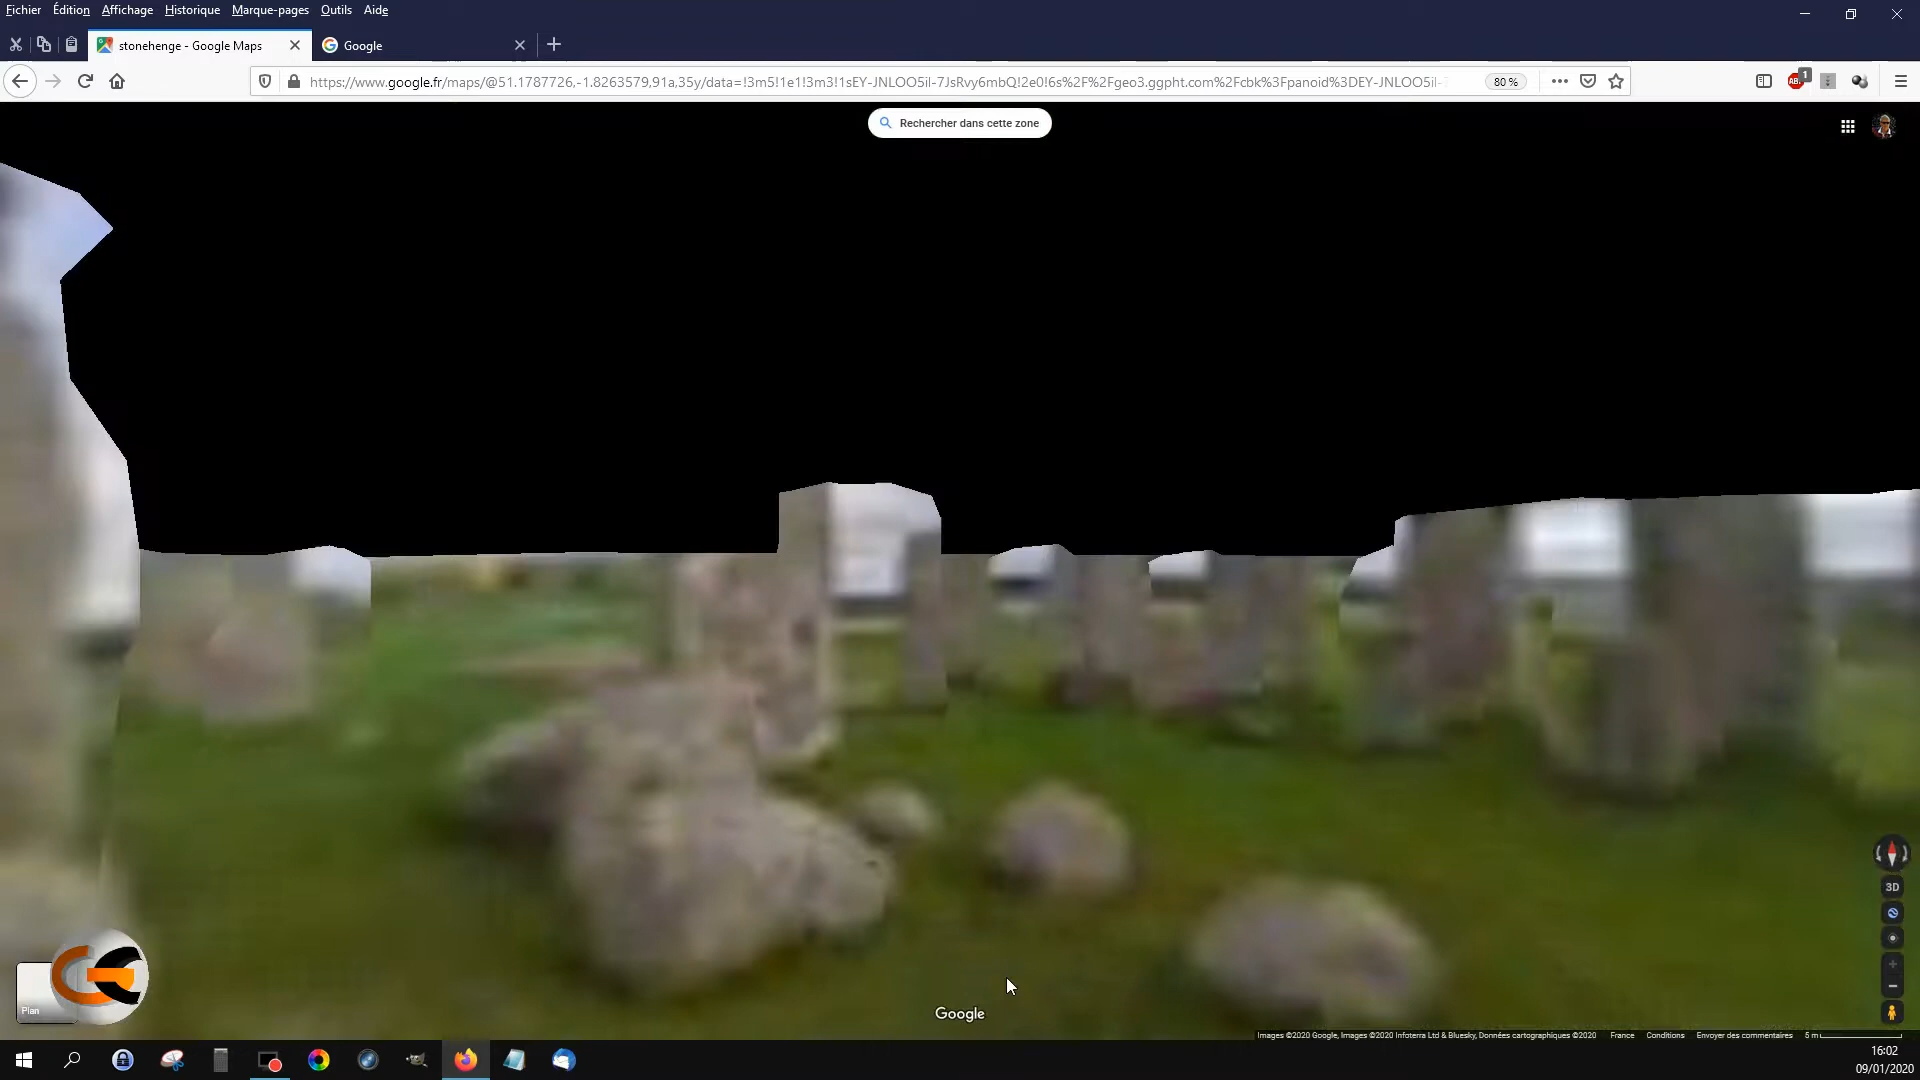 Fichier Édition Affichage Historique Marque-pages Outils Aide
stonehenge - Google Maps
Google
https://www.google.fr/maps/@51.1787726,-1.8263579,91a,35y/data=!3m5!1e1!3m3!1sEY-JNLOO5il-7JsRvy6mbQ!2e0!6s%2F%2Fgeo3.ggpht.com%2Fcbk%3Fpanoid%3DEY-JNLOO5il-
80 %
ABP 1
Rechercher dans cette zone
3D
Plan
Google
Images ©2020 Google, Images ©2020 Infoterra Ltd & Bluesky, Données cartographiques ©2020 France Conditions Envoyer des commentaires 5 m
16:02
09/01/2020